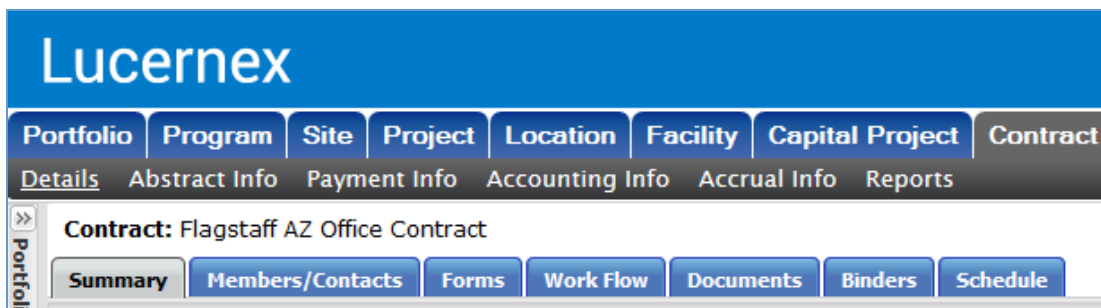 Lucernex
Portfolio Program Site Project Location Facility Capital Project Contract
Details Abstract Info Payment Info Accounting Info Accrual Info Reports
Contract: Flagstaff AZ Office Contract
Summary Members/Contacts Forms Work Flow Documents Binders Schedule